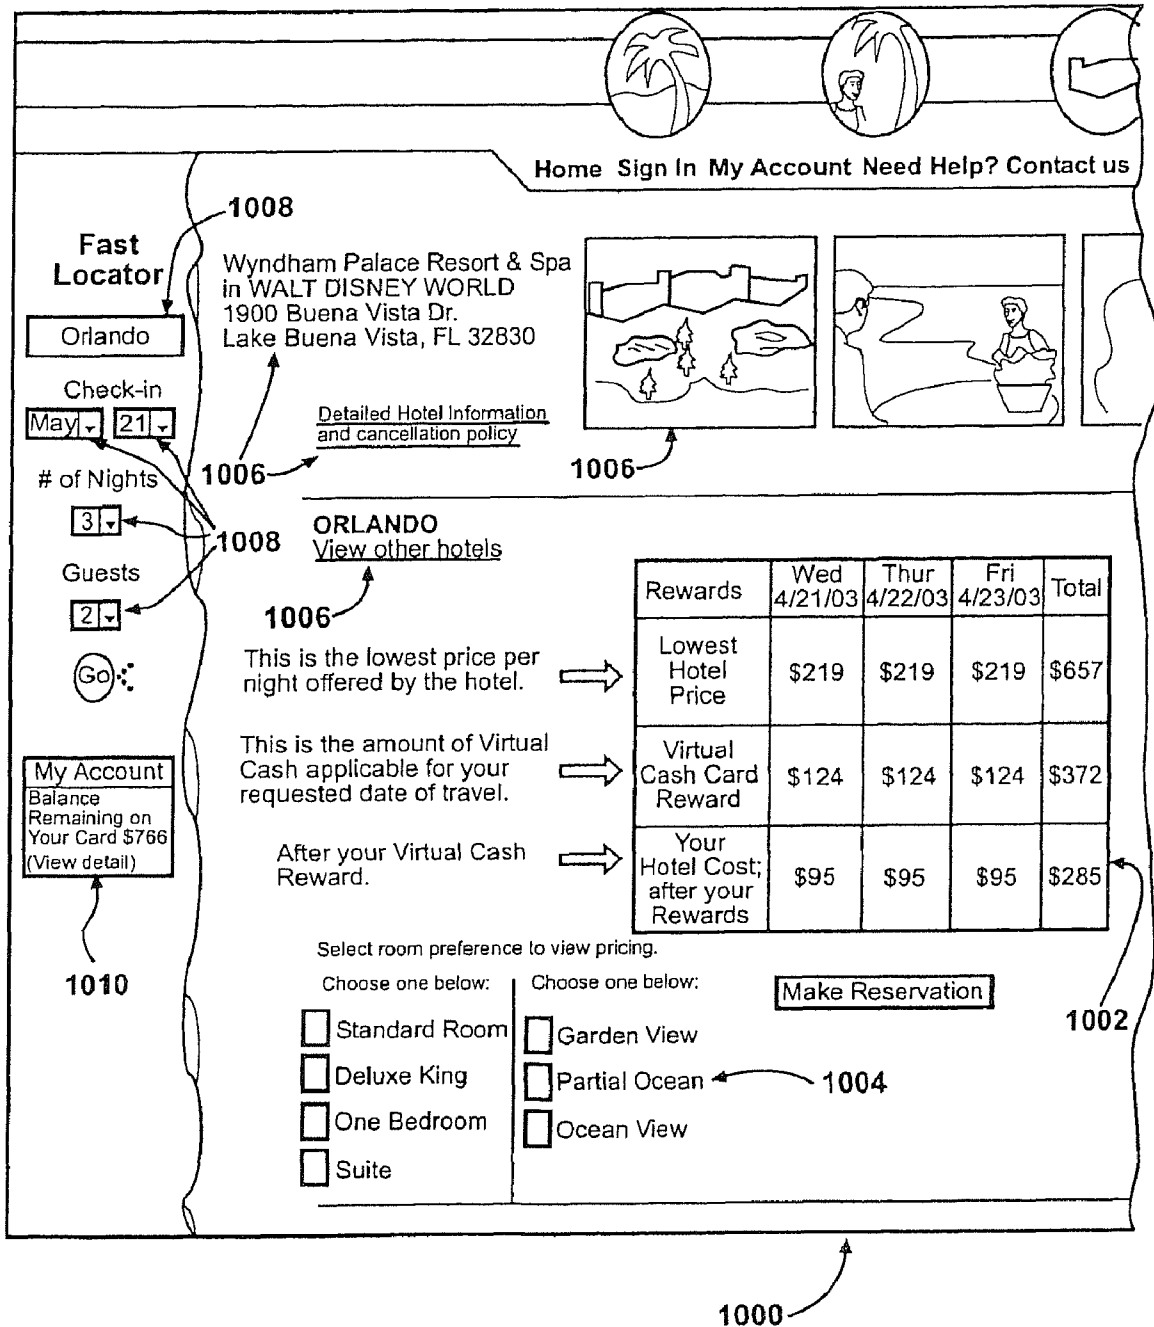 Home Sign In My Account Need Help? Contact us
1008
Fast
Locator
Orlando
Check-in
May 21
# of Nights
3
Guests
2
Go
1008
My Account
Balance
Remaining on
Your Card $766
(View detail)
1010
Wyndham Palace Resort & Spa
in WALT DISNEY WORLD
1900 Buena Vista Dr.
Lake Buena Vista, FL 32830
Detailed Hotel Information
and cancellation policy
1006
1006
ORLANDO
View other hotels
1006
This is the lowest price per
night offered by the hotel.
This is the amount of Virtual
Cash applicable for your
requested date of travel.
After your Virtual Cash
Reward.
Rewards Wed 4/21/03 Thur 4/22/03 Fri 4/23/03 Total
Lowest Hotel Price $219 $219 $219 $657
Virtual Cash Card Reward $124 $124 $124 $372
Your Hotel Cost; after your Rewards $95 $95 $95 $285
1002
Select room preference to view pricing.
Choose one below:
Standard Room
Deluxe King
One Bedroom
Suite
Choose one below:
Garden View
Partial Ocean
Ocean View
1004
Make Reservation
1000